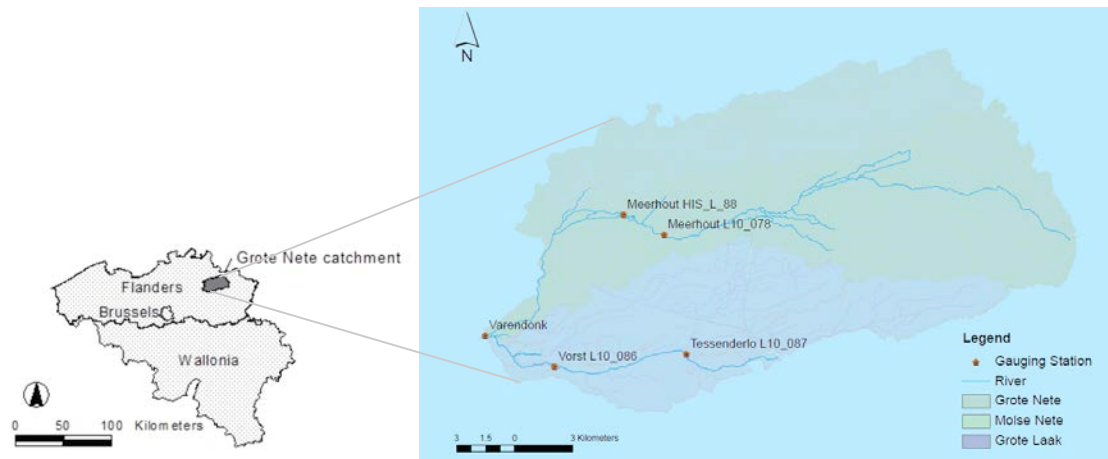 Grote Nete catchment
Flanders
Brussels
Wallonia
0 50 100 Kilometers
N
Meerhout HIS_L_88
Meerhout L10_078
Varendonk
Vorst L10_086
Tessenderlo L10_087
3 1.5 0 3 Kilometers
Legend
Gauging Station
River
Grote Nete
Molse Nete
Grote Laak